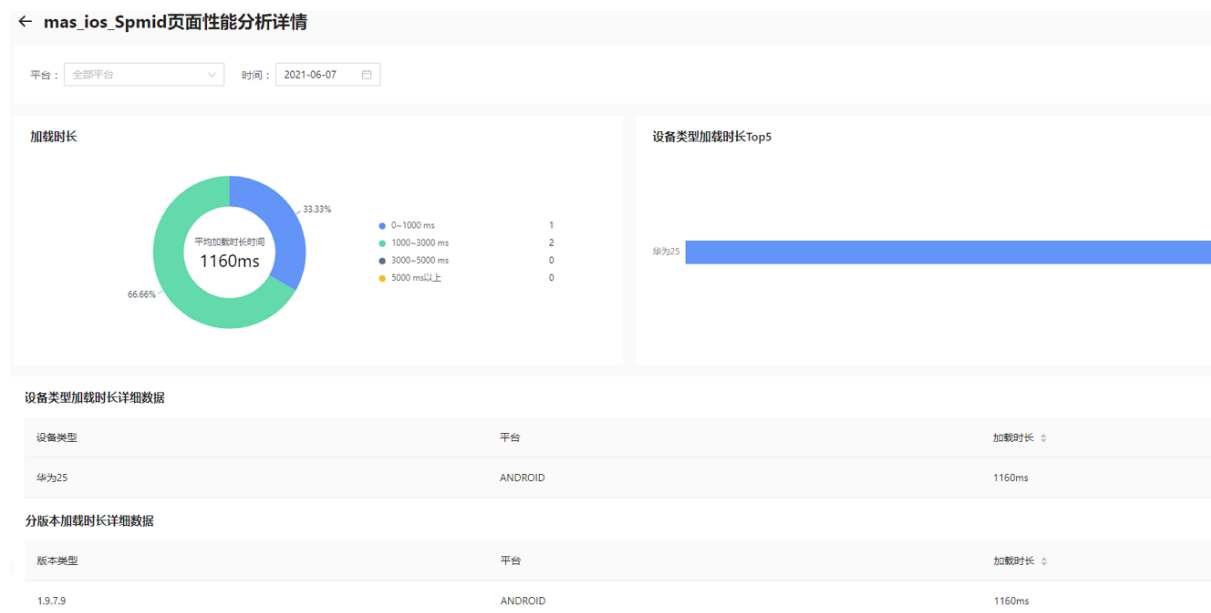 mas_ios_Spmid页面性能分析详情
平台： 全部平台 时间： 2021-06-07
加载时长
33.33%
平均加载时长时间
1160ms
66.66%
0~1000 ms 1
1000~3000 ms 2
3000~5000 ms 0
5000 ms以上 0
设备类型加载时长Top5
华为25
设备类型加载时长详细数据
设备类型 平台 加载时长
华为25 ANDROID 1160ms
分版本加载时长详细数据
版本类型 平台 加载时长
1.9.7.9 ANDROID 1160ms